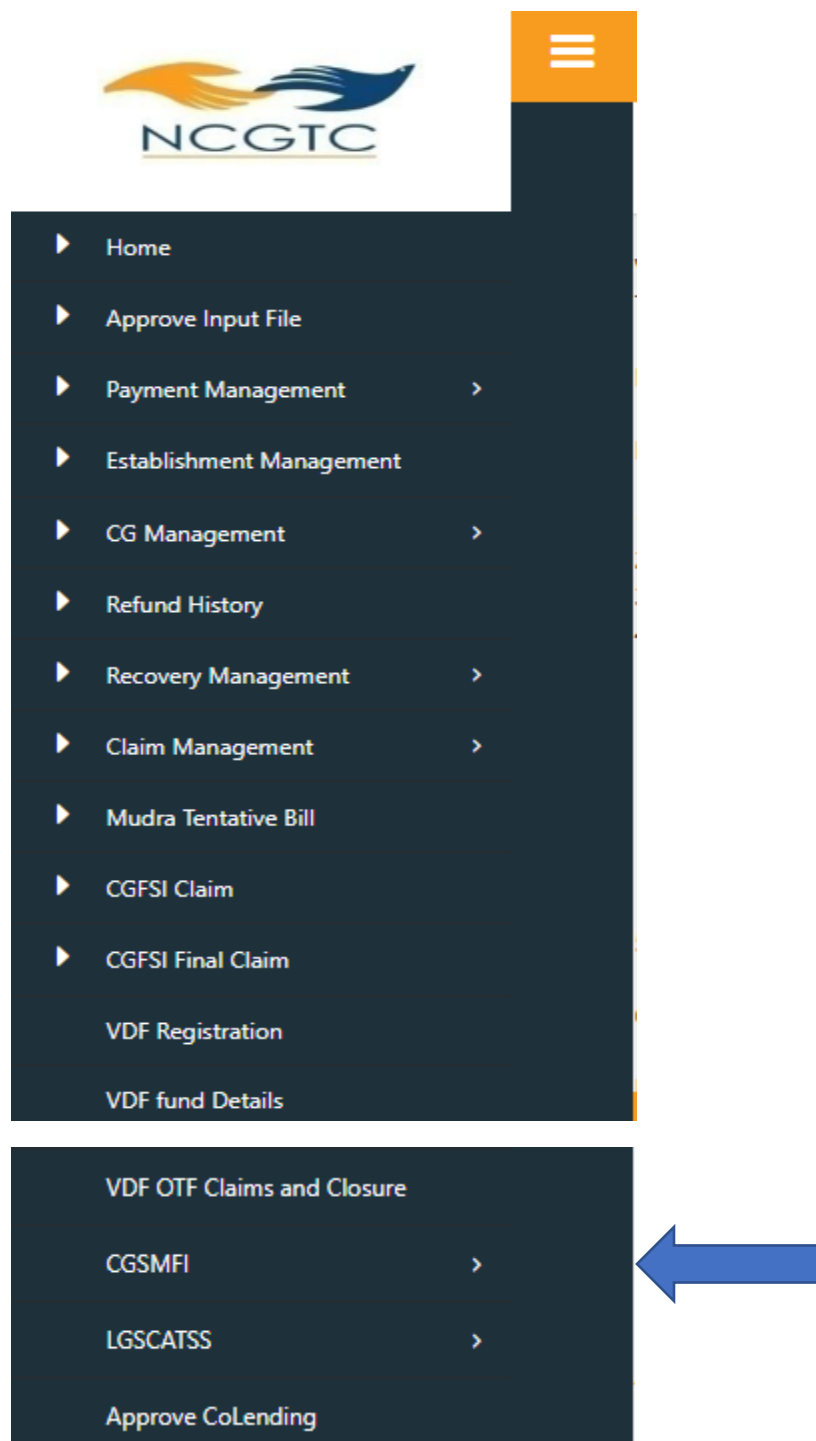 NCGTC
Home
Approve Input File
Payment Management
Establishment Management
CG Management
Refund History
Recovery Management
Claim Management
Mudra Tentative Bill
CGFSI Claim
CGFSI Final Claim
VDF Registration
VDF fund Details
VDF OTF Claims and Closure
CGSMFI
LGSCATSS
Approve CoLending